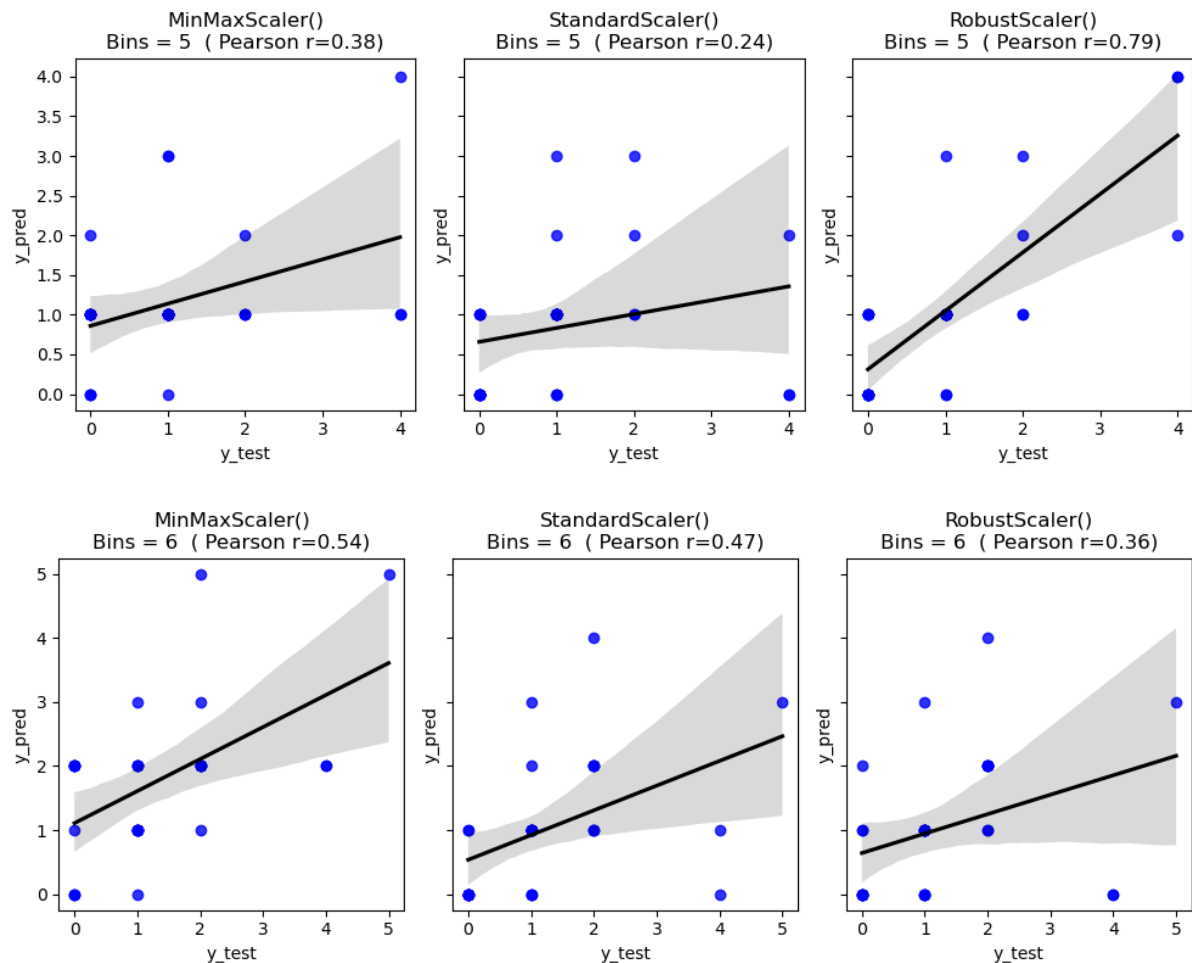 MinMaxScaler()
Bins = 5  ( Pearson r=0.38)
StandardScaler()
Bins = 5  ( Pearson r=0.24)
RobustScaler()
Bins = 5  ( Pearson r=0.79)
4.0
3.5
3.0
2.5
2.0
1.5
1.0
0.5
0.0
y_pred
y_pred
y_pred
0 1 2 3 4
0 1 2 3 4
0 1 2 3 4
y_test
y_test
y_test
MinMaxScaler()
Bins = 6  ( Pearson r=0.54)
StandardScaler()
Bins = 6  ( Pearson r=0.47)
RobustScaler()
Bins = 6  ( Pearson r=0.36)
5
4
3
2
1
0
y_pred
y_pred
y_pred
0 1 2 3 4 5
0 1 2 3 4 5
0 1 2 3 4 5
y_test
y_test
y_test